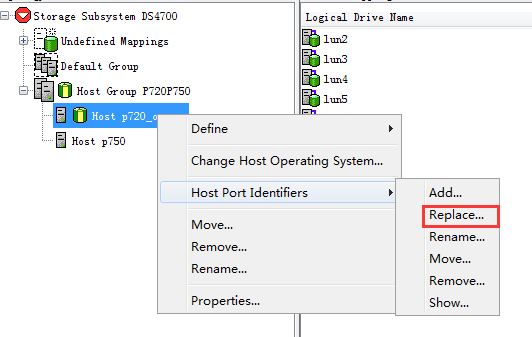 Storage Subsystem DS4700
Undefined Mappings
Default Group
Host Group P720P750
Host p720_o
Host p750
Logical Drive Name
lun2
lun3
lun4
lun5
Define
Change Host Operating System...
Host Port Identifiers
Move...
Remove...
Rename...
Properties...
Add...
Replace...
Rename...
Move...
Remove...
Show...